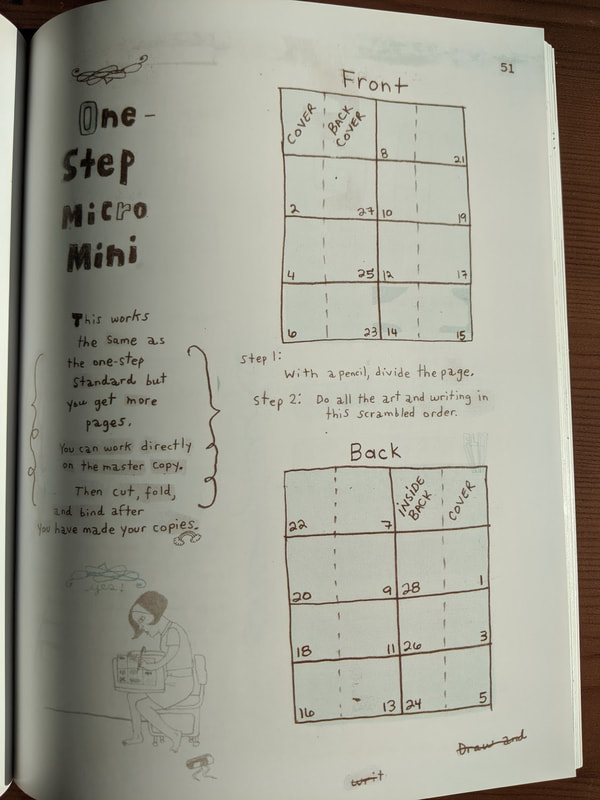 51
One-
Step
Micro
Mini
This works
the same as
the one-step
Standard but
you get more
pages.
You can work directly
on the master copy.
Then cut, fold,
and bind after
you have made your copies.
yes!
Front
COVER BACK COVER 8 21
2 27 10 19
4 25 12 17
6 23 14 15
Step 1:
With a pencil, divide the page.
Step 2: Do all the art and writing in
this scrambled order.
Back
22 7 INSIDE BACK COVER
20 9 28 1
18 11 26 3
16 13 24 5
Draw and
writ